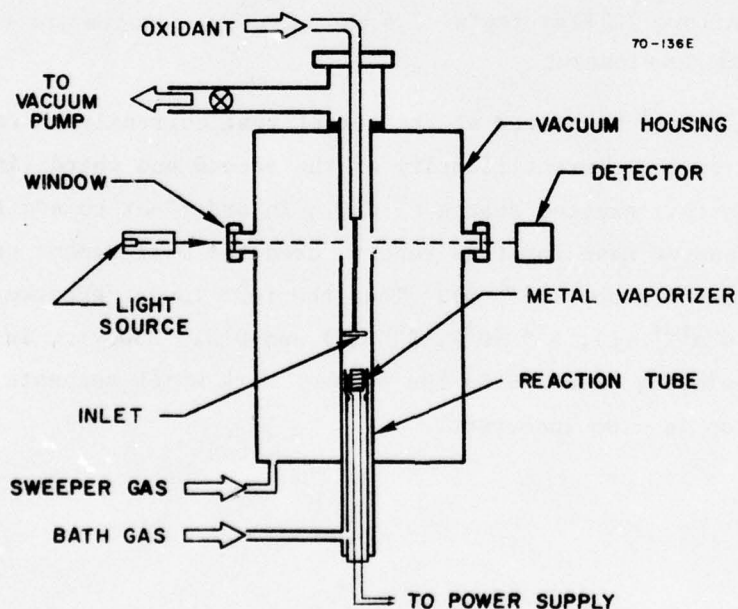 OXIDANT
70-136E
TO
VACUUM
PUMP
VACUUM HOUSING
WINDOW
DETECTOR
LIGHT
SOURCE
METAL VAPORIZER
INLET
REACTION TUBE
SWEEPER GAS
BATH GAS
TO POWER SUPPLY